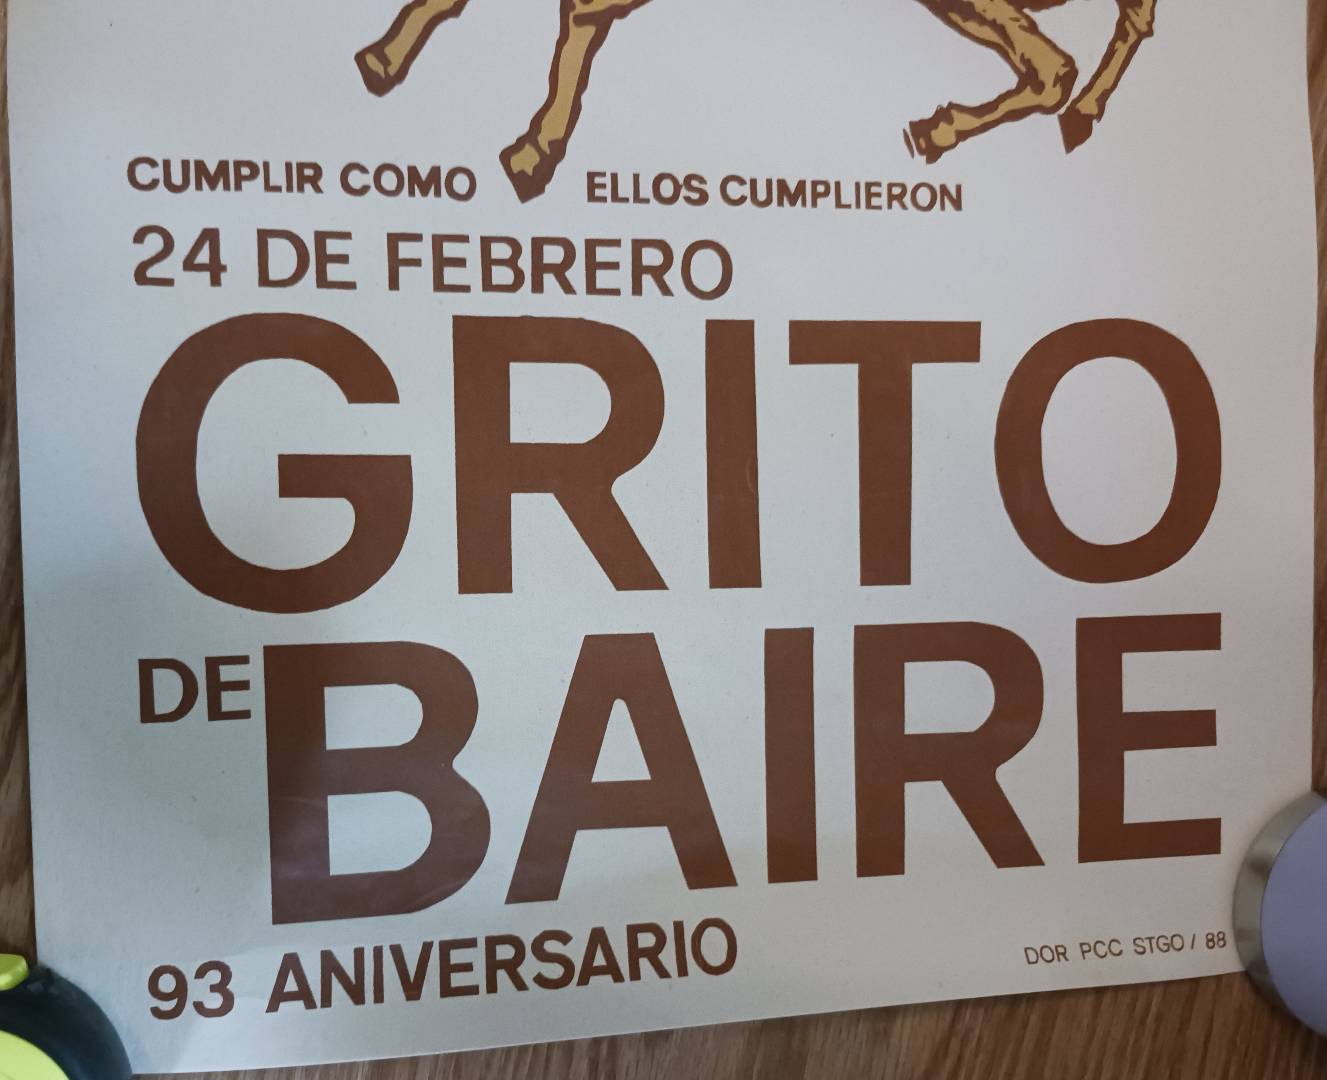 CUMPLIR COMO ELLOS CUMPLIERON
24 DE FEBRERO
GRITO
DE BAIRE
93 ANIVERSARIO
DOR PCC STGO / 88